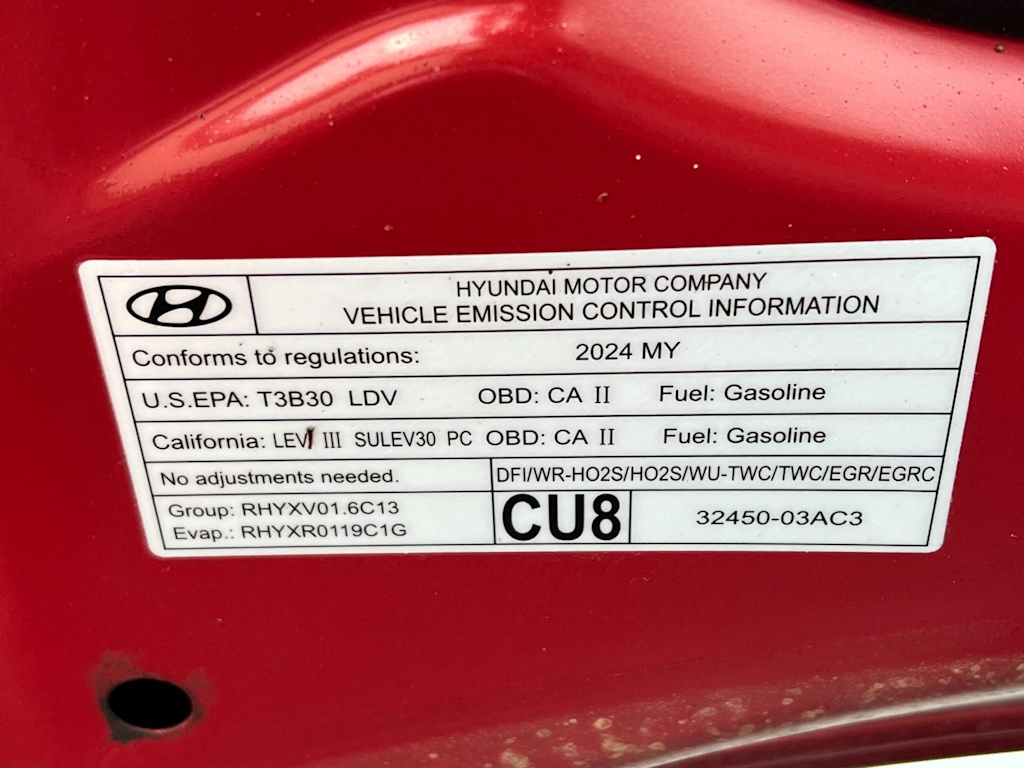 HYUNDAI MOTOR COMPANY
VEHICLE EMISSION CONTROL INFORMATION
Conforms to regulations: 2024 MY
U.S.EPA: T3B30 LDV OBD: CA II Fuel: Gasoline
California: LEV III SULEV30 PC OBD: CA II Fuel: Gasoline
No adjustments needed. DFI/WR-HO2S/HO2S/WU-TWC/TWC/EGR/EGRC
Group: RHYXV01.6C13
Evap.: RHYXR0119C1G
CU8
32450-03AC3